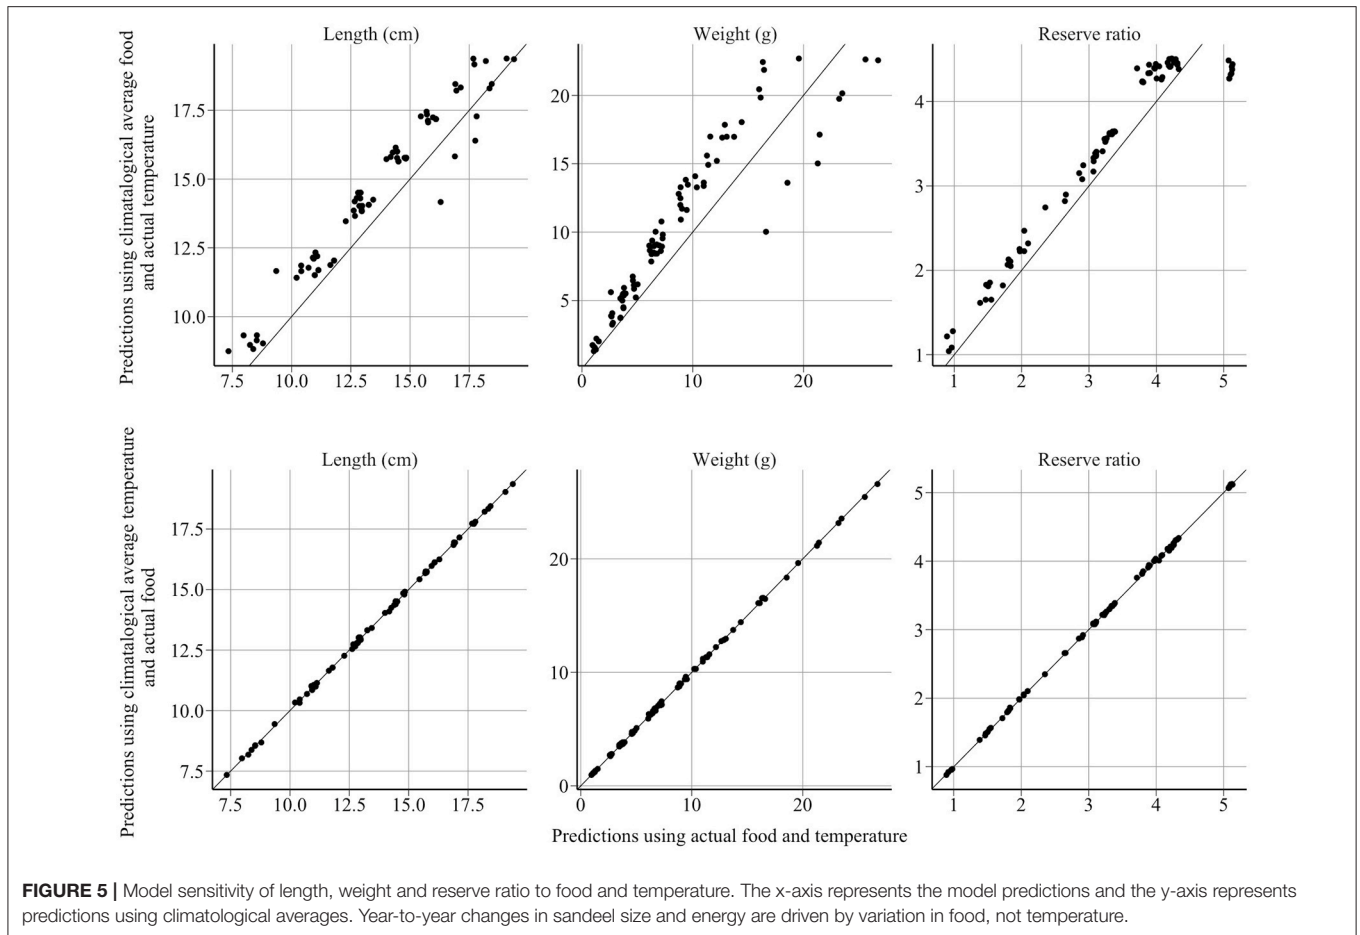 Length (cm)
Weight (g)
Reserve ratio
Predictions using climatalogical average food
and actual temperature
17.5
15.0
12.5
10.0
7.5 10.0 12.5 15.0 17.5
20
15
10
5
0 10 20
4
3
2
1
1 2 3 4 5
Length (cm)
Weight (g)
Reserve ratio
Predictions using climatalogical average temperature
and actual food
17.5
15.0
12.5
10.0
7.5
7.5 10.0 12.5 15.0 17.5
20
10
0
0 10 20
5
4
3
2
1
1 2 3 4 5
Predictions using actual food and temperature
FIGURE 5 | Model sensitivity of length, weight and reserve ratio to food and temperature. The x-axis represents the model predictions and the y-axis represents
predictions using climatological averages. Year-to-year changes in sandeel size and energy are driven by variation in food, not temperature.